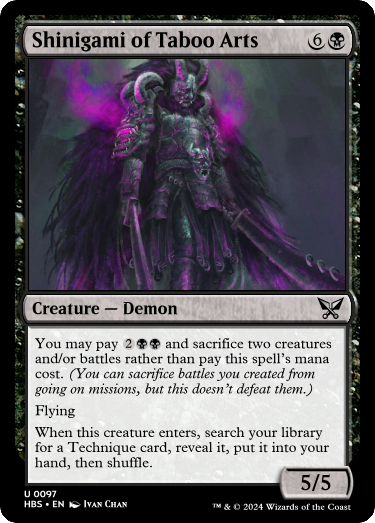 Shinigami of Taboo Arts 6
Creature — Demon
You may pay 2 and sacrifice two creatures
and/or battles rather than pay this spell's mana
cost. (You can sacrifice battles you created from
going on missions, but this doesn't defeat them.)
Flying
When this creature enters, search your library
for a Technique card, reveal it, put it into your
hand, then shuffle.
5/5
U 0097
HBS • EN Ivan Chan
™ & © 2024 Wizards of the Coast